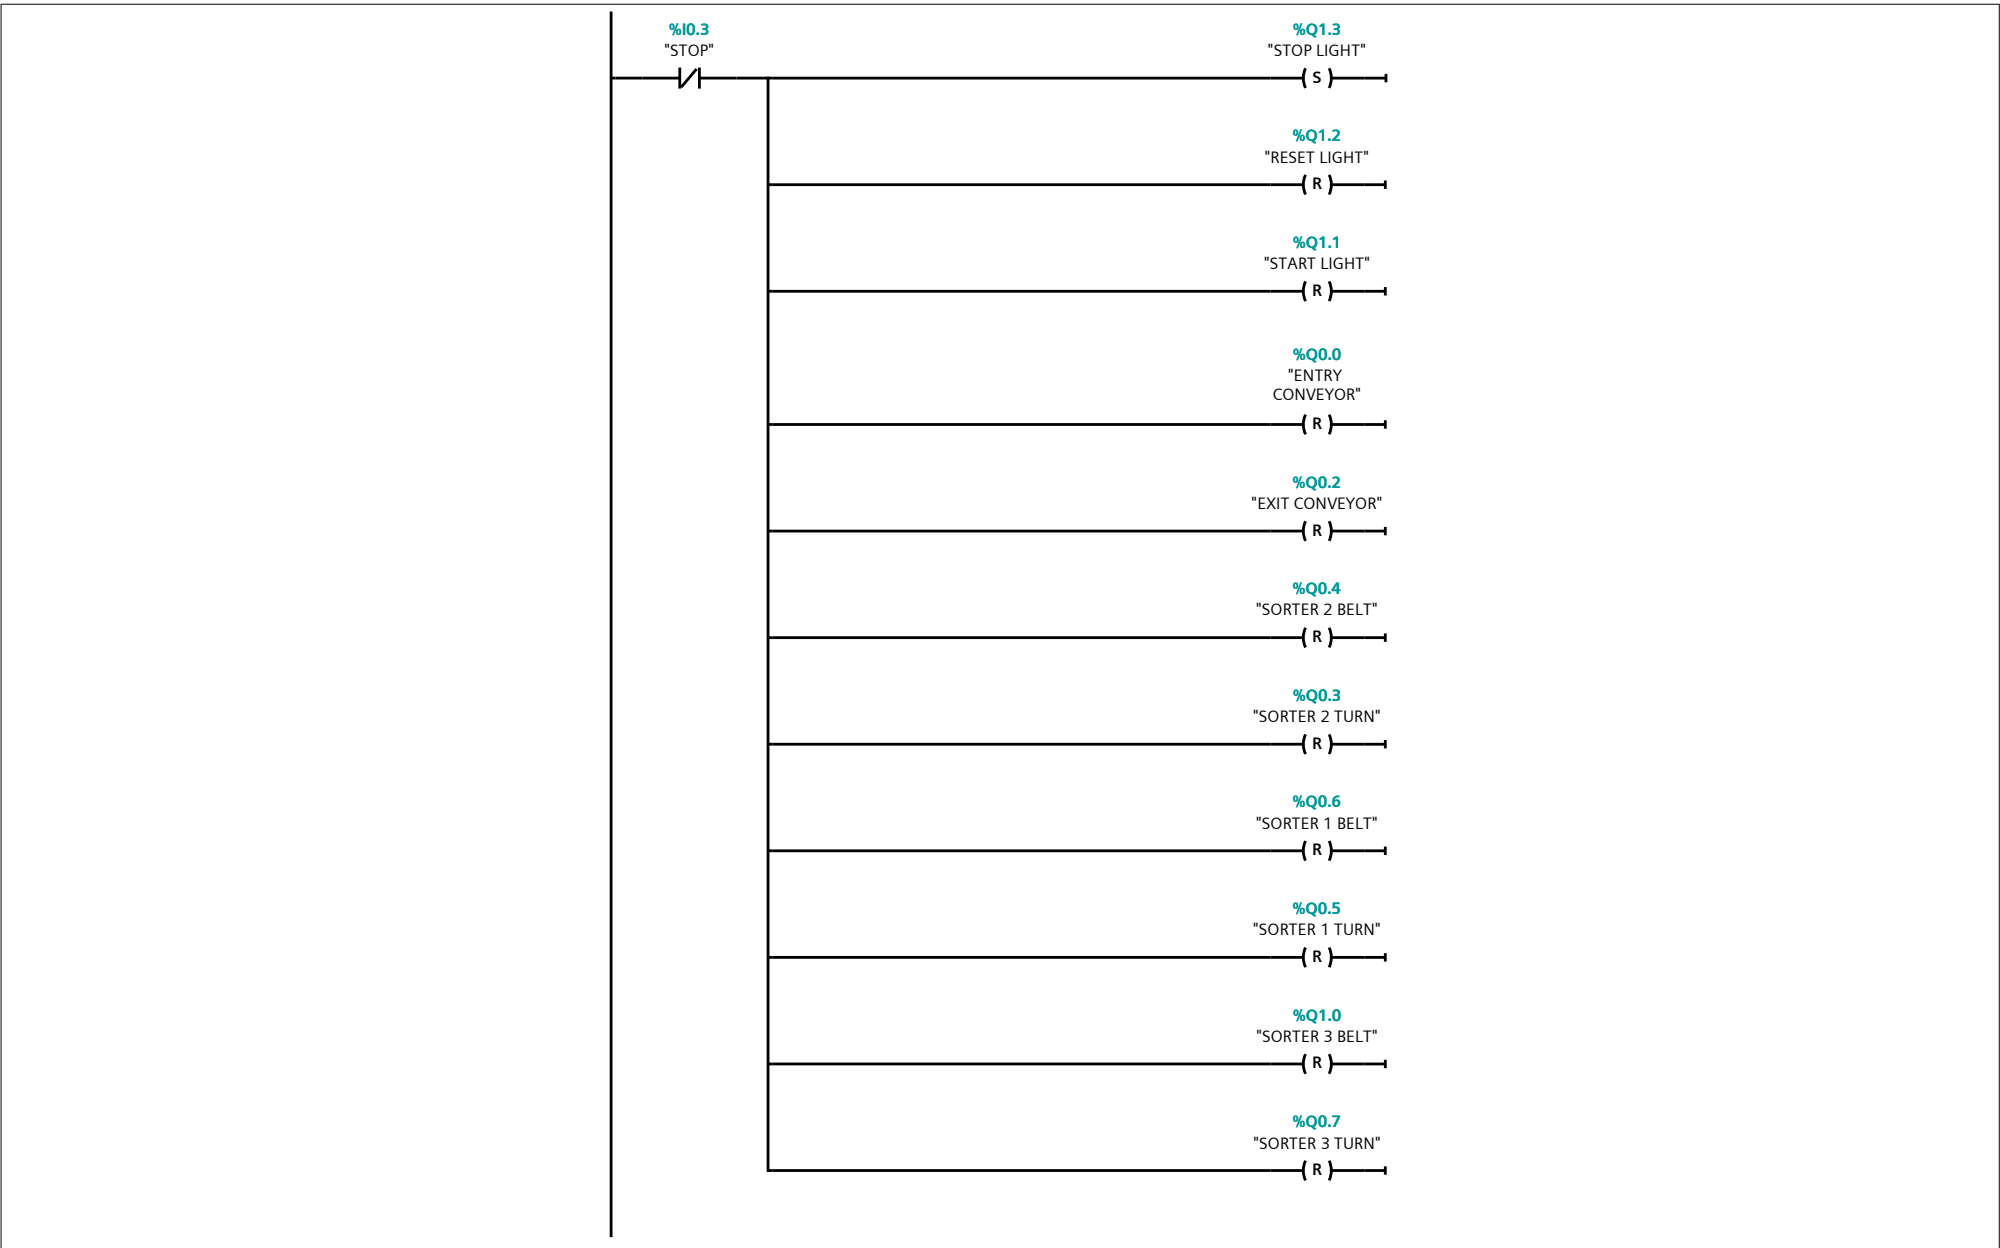 %I0.3
"STOP"
%Q1.3
"STOP LIGHT"
S
%Q1.2
"RESET LIGHT"
R
%Q1.1
"START LIGHT"
R
%Q0.0
"ENTRY
CONVEYOR"
R
%Q0.2
"EXIT CONVEYOR"
R
%Q0.4
"SORTER 2 BELT"
R
%Q0.3
"SORTER 2 TURN"
R
%Q0.6
"SORTER 1 BELT"
R
%Q0.5
"SORTER 1 TURN"
R
%Q1.0
"SORTER 3 BELT"
R
%Q0.7
"SORTER 3 TURN"
R